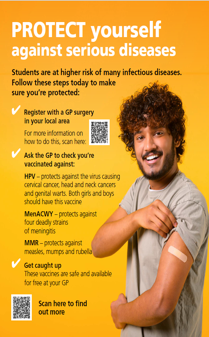 PROTECT yourself
against serious diseases
Students are at higher risk of many infectious diseases.
Follow these steps today to make
sure you're protected:
Register with a GP surgery
in your local area
For more information on
how to do this, scan here:
Ask the GP to check you're
vaccinated against:
HPV – protects against the virus causing
cervical cancer, head and neck cancers
and genital warts. Both girls and boys
should have this vaccine
MenACWY – protects against
four deadly strains
of meningitis
MMR – protects against
measles, mumps and rubella
Get caught up
These vaccines are safe and available
for free at your GP
Scan here to find
out more